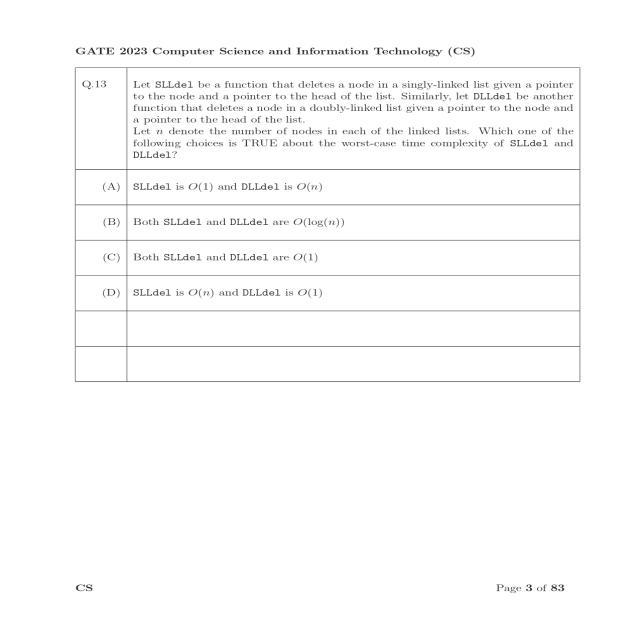 GATE 2023 Computer Science and Information Technology (CS)
Q.13 Let SLLdel be a function that deletes a node in a singly-linked list given a pointer
to the node and a pointer to the head of the list. Similarly, let DLLdel be another
function that deletes a node in a doubly-linked list given a pointer to the node and
a pointer to the head of the list.
Let n denote the number of nodes in each of the linked lists. Which one of the
following choices is TRUE about the worst-case time complexity of SLLdel and
DLLdel?
(A) SLLdel is O(1) and DLLdel is O(n)
(B) Both SLLdel and DLLdel are O(log(n))
(C) Both SLLdel and DLLdel are O(1)
(D) SLLdel is O(n) and DLLdel is O(1)
CS Page 3 of 83